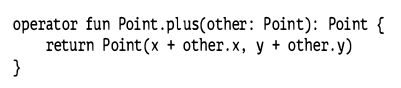 operator fun Point.plus(other: Point): Point {
    return Point(x + other.x, y + other.y)
}